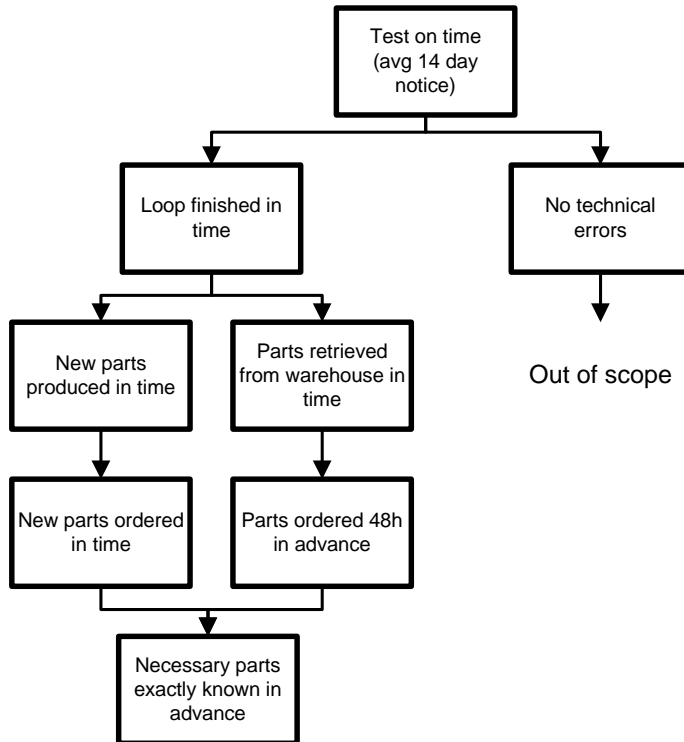 Test on time
(avg 14 day
notice)
Loop finished in
time
No technical
errors
New parts
produced in time
Parts retrieved
from warehouse in
time
Out of scope
New parts ordered
in time
Parts ordered 48h
in advance
Necessary parts
exactly known in
advance